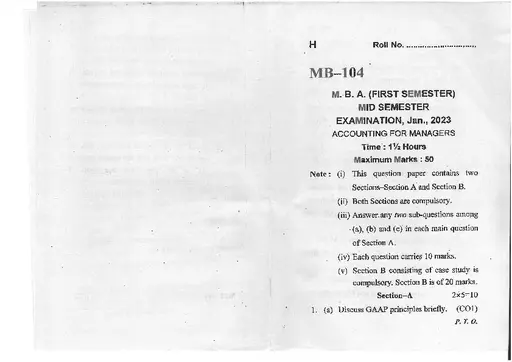 H Roll No. ..............................
MB–104
M. B. A. (FIRST SEMESTER)
MID SEMESTER
EXAMINATION, Jan., 2023
ACCOUNTING FOR MANAGERS
Time : 1½ Hours
Maximum Marks : 50
Note : (i) This question paper contains two
Sections–Section A and Section B.
(ii) Both Sections are compulsory.
(iii) Answer any two sub-questions among
(a), (b) and (c) in each main question
of Section A.
(iv) Each question carries 10 marks.
(v) Section B consisting of case study is
compulsory. Section B is of 20 marks.
Section–A 2×5=10
1. (a) Discuss GAAP principles briefly. (CO1)
P. T. O.